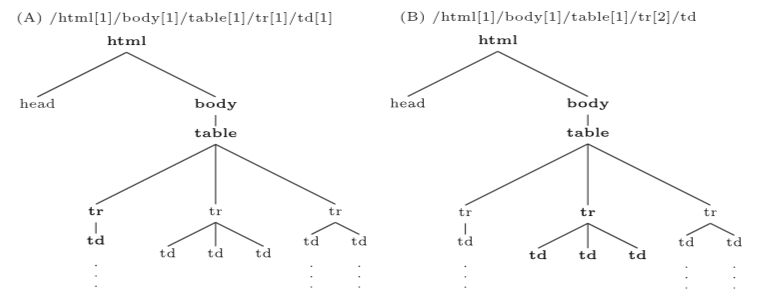 (A) /html[1]/body[1]/table[1]/tr[1]/td[1]
html
head
body
table
tr
tr
tr
td
td
td
td
td
td
(B) /html[1]/body[1]/table[1]/tr[2]/td
html
head
body
table
tr
tr
tr
td
td
td
td
td
td